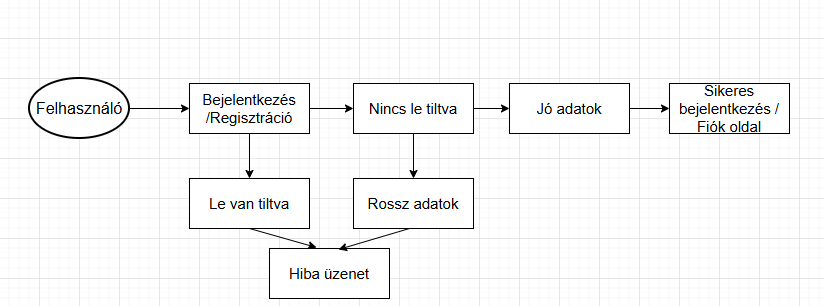 Felhasználó
Bejelentkezés
/Regisztráció
Nincs le tiltva
Jó adatok
Sikeres
bejelentkezés /
Fiók oldal
Le van tiltva
Rossz adatok
Hiba üzenet